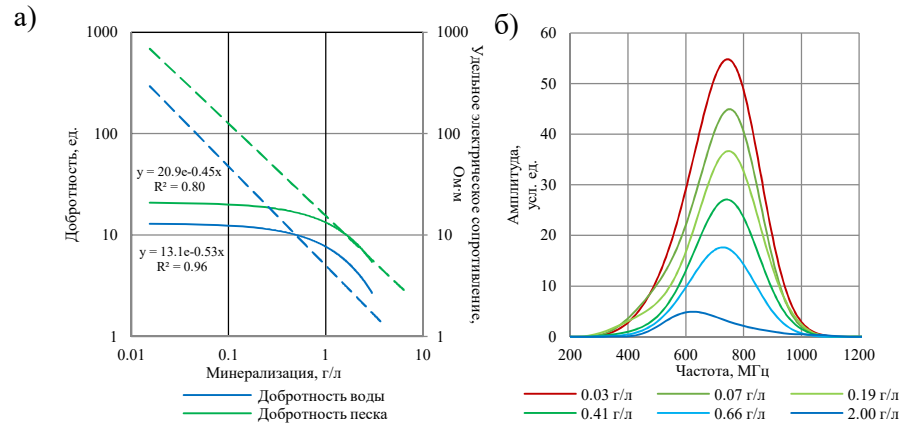 а)
1000
100
10
1
Добротность, ед.
y = 20.9e-0.45x
R² = 0.80
y = 13.1e-0.53x
R² = 0.96
1000
100
10
1
Удельное электрическое сопротивление,
Ом·м
0.01
0.1
1
10
Минерализация, г/л
Добротность воды
Добротность песка
б)
60
50
40
30
20
10
0
Амплитуда,
усл. ед.
200
400
600
800
1000
1200
Частота, МГц
0.03 г/л
0.07 г/л
0.19 г/л
0.41 г/л
0.66 г/л
2.00 г/л